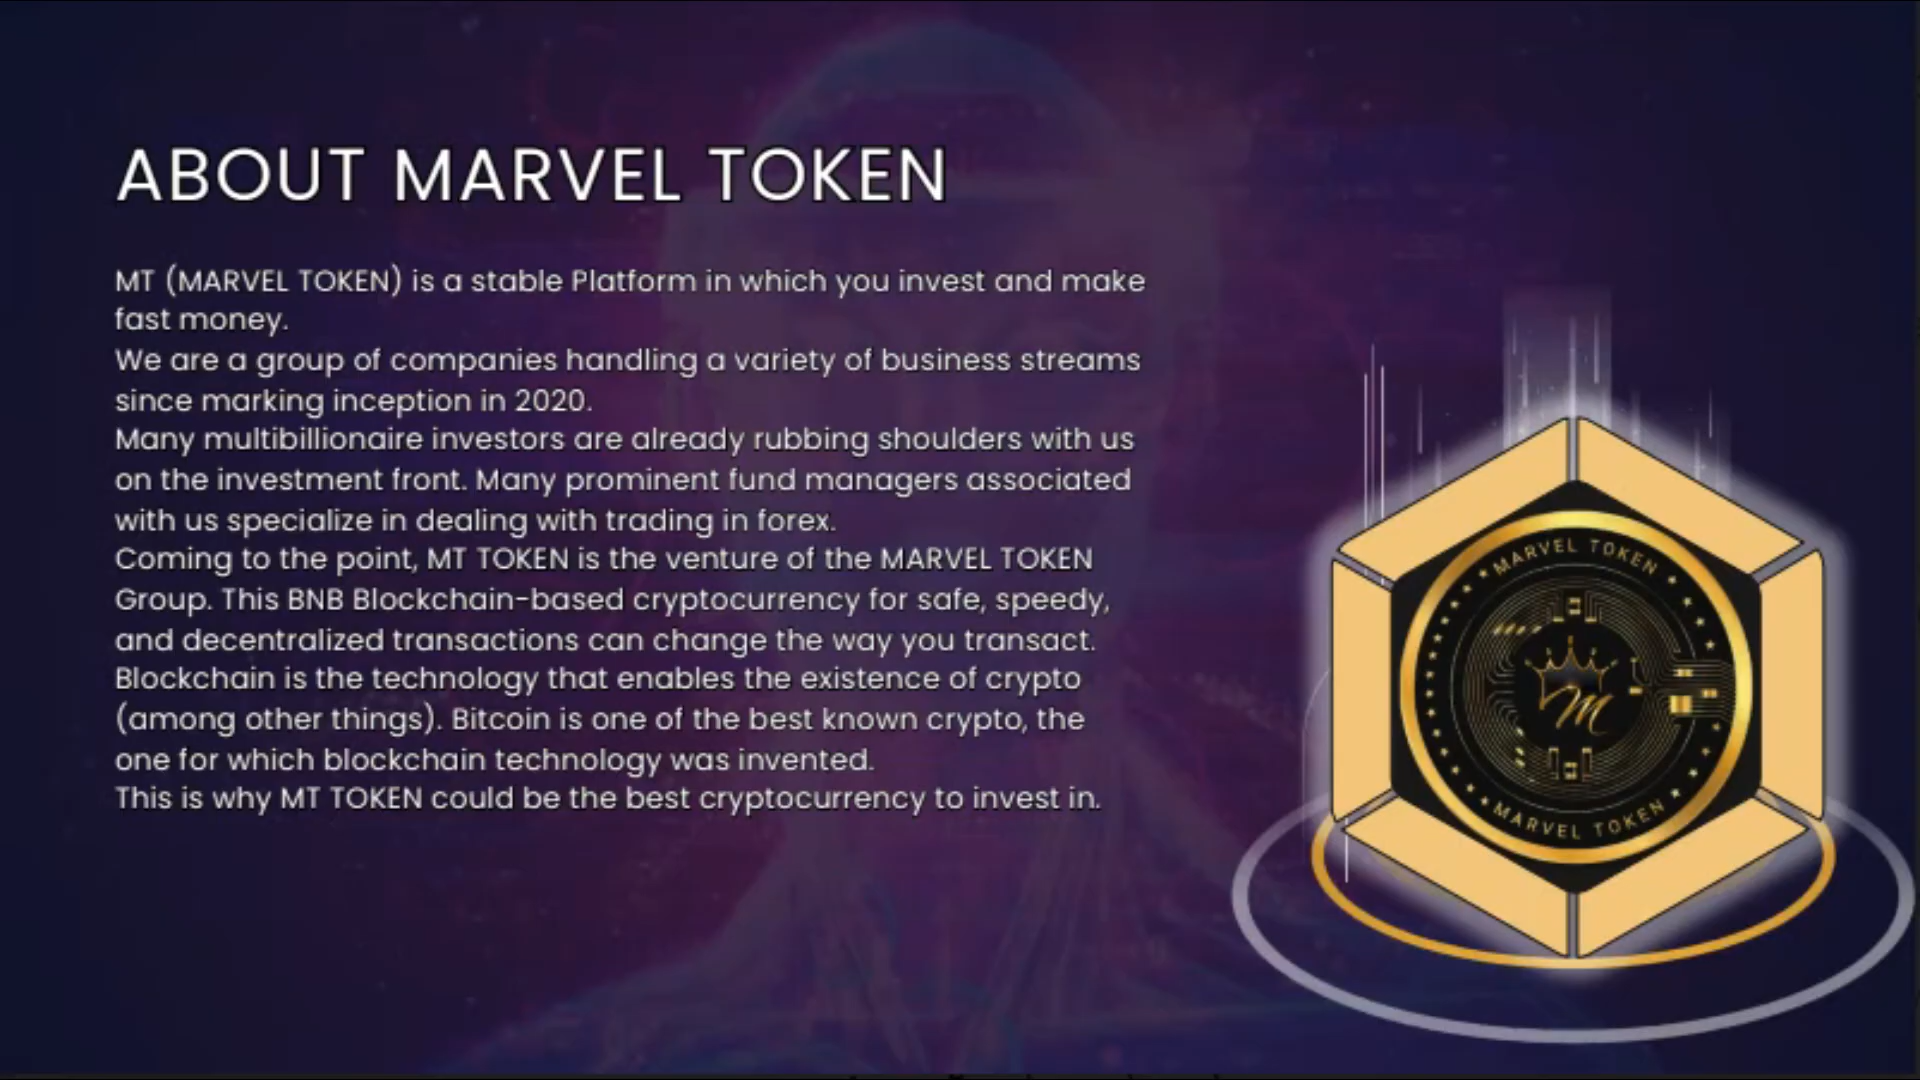 ABOUT MARVEL TOKEN
MT (MARVEL TOKEN) is a stable Platform in which you invest and make
fast money.
We are a group of companies handling a variety of business streams
since marking inception in 2020.
Many multibillionaire investors are already rubbing shoulders with us
on the investment front. Many prominent fund managers associated
with us specialize in dealing with trading in forex.
Coming to the point, MT TOKEN is the venture of the MARVEL TOKEN
Group. This BNB Blockchain-based cryptocurrency for safe, speedy,
and decentralized transactions can change the way you transact.
Blockchain is the technology that enables the existence of crypto
(among other things). Bitcoin is one of the best known crypto, the
one for which blockchain technology was invented.
This is why MT TOKEN could be the best cryptocurrency to invest in.
MARVEL TOKEN
M
MARVEL TOKEN